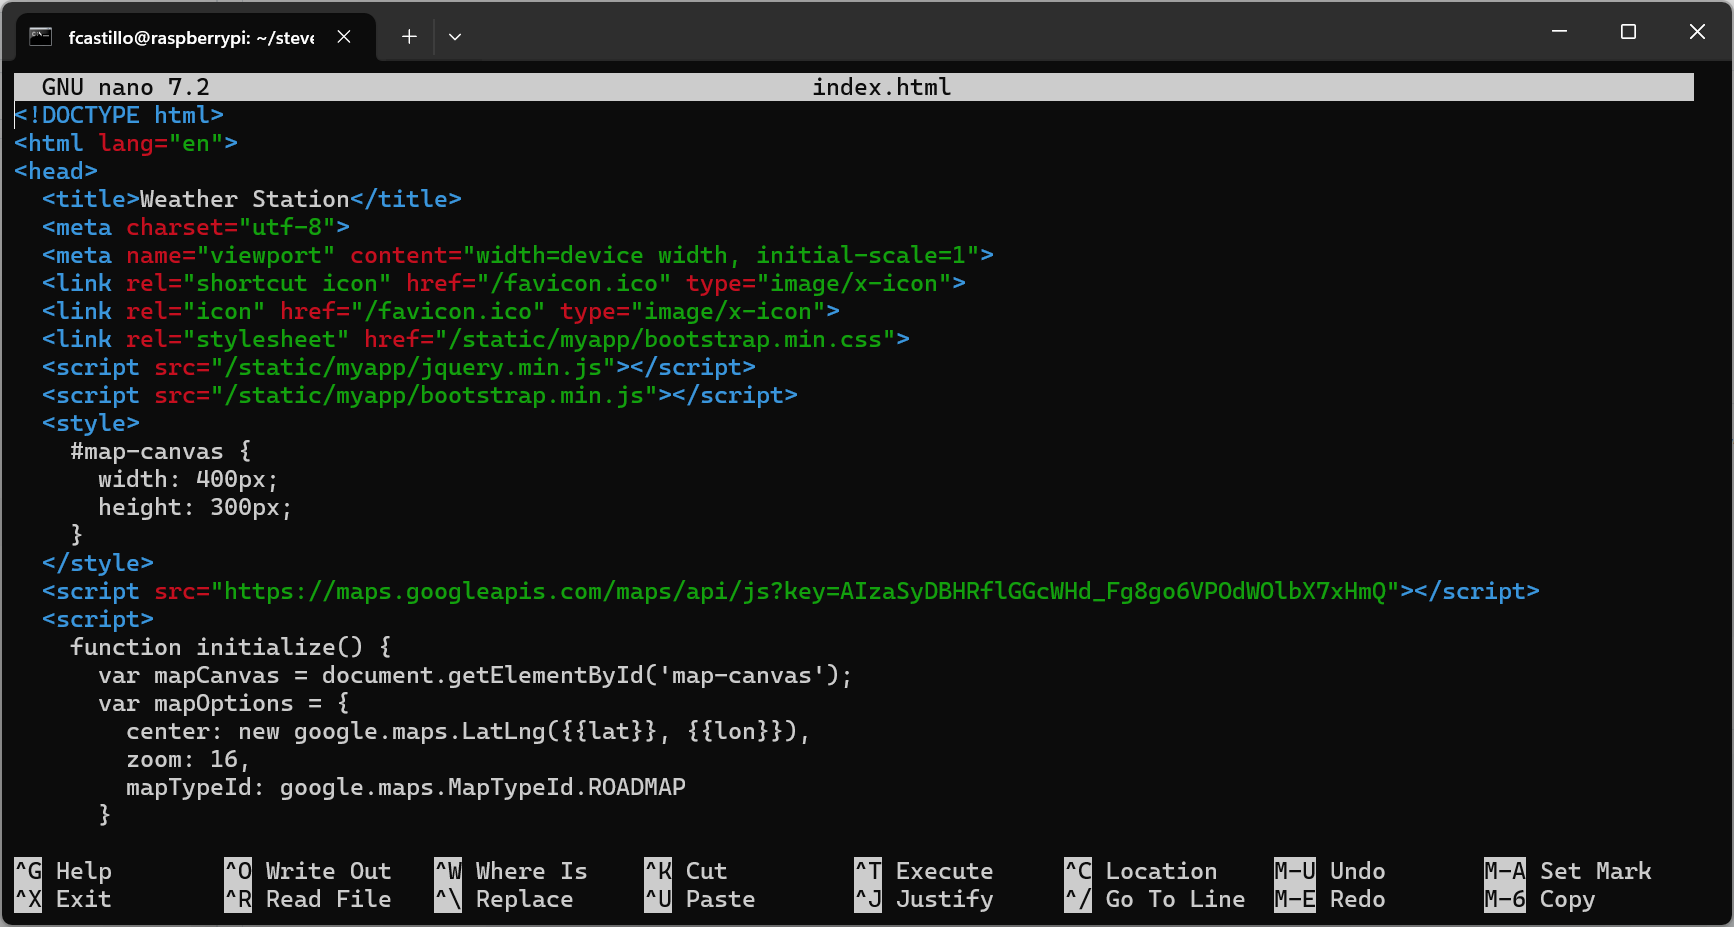 fcastillo@raspberrypi: ~/steve
GNU nano 7.2 index.html
<!DOCTYPE html>
<html lang="en">
<head>
  <title>Weather Station</title>
  <meta charset="utf-8">
  <meta name="viewport" content="width=device width, initial-scale=1">
  <link rel="shortcut icon" href="/favicon.ico" type="image/x-icon">
  <link rel="icon" href="/favicon.ico" type="image/x-icon">
  <link rel="stylesheet" href="/static/myapp/bootstrap.min.css">
  <script src="/static/myapp/jquery.min.js"></script>
  <script src="/static/myapp/bootstrap.min.js"></script>
  <style>
    #map-canvas {
      width: 400px;
      height: 300px;
    }
  </style>
  <script src="https://maps.googleapis.com/maps/api/js?key=AIzaSyDBHRflGGcWHd_Fg8go6VPOdWOlbX7xHmQ"></script>
  <script>
    function initialize() {
      var mapCanvas = document.getElementById('map-canvas');
      var mapOptions = {
        center: new google.maps.LatLng({{lat}}, {{lon}}),
        zoom: 16,
        mapTypeId: google.maps.MapTypeId.ROADMAP
      }
^G Help ^O Write Out ^W Where Is ^K Cut ^T Execute ^C Location M-U Undo M-A Set Mark
^X Exit ^R Read File ^\ Replace ^U Paste ^J Justify ^/ Go To Line M-E Redo M-6 Copy